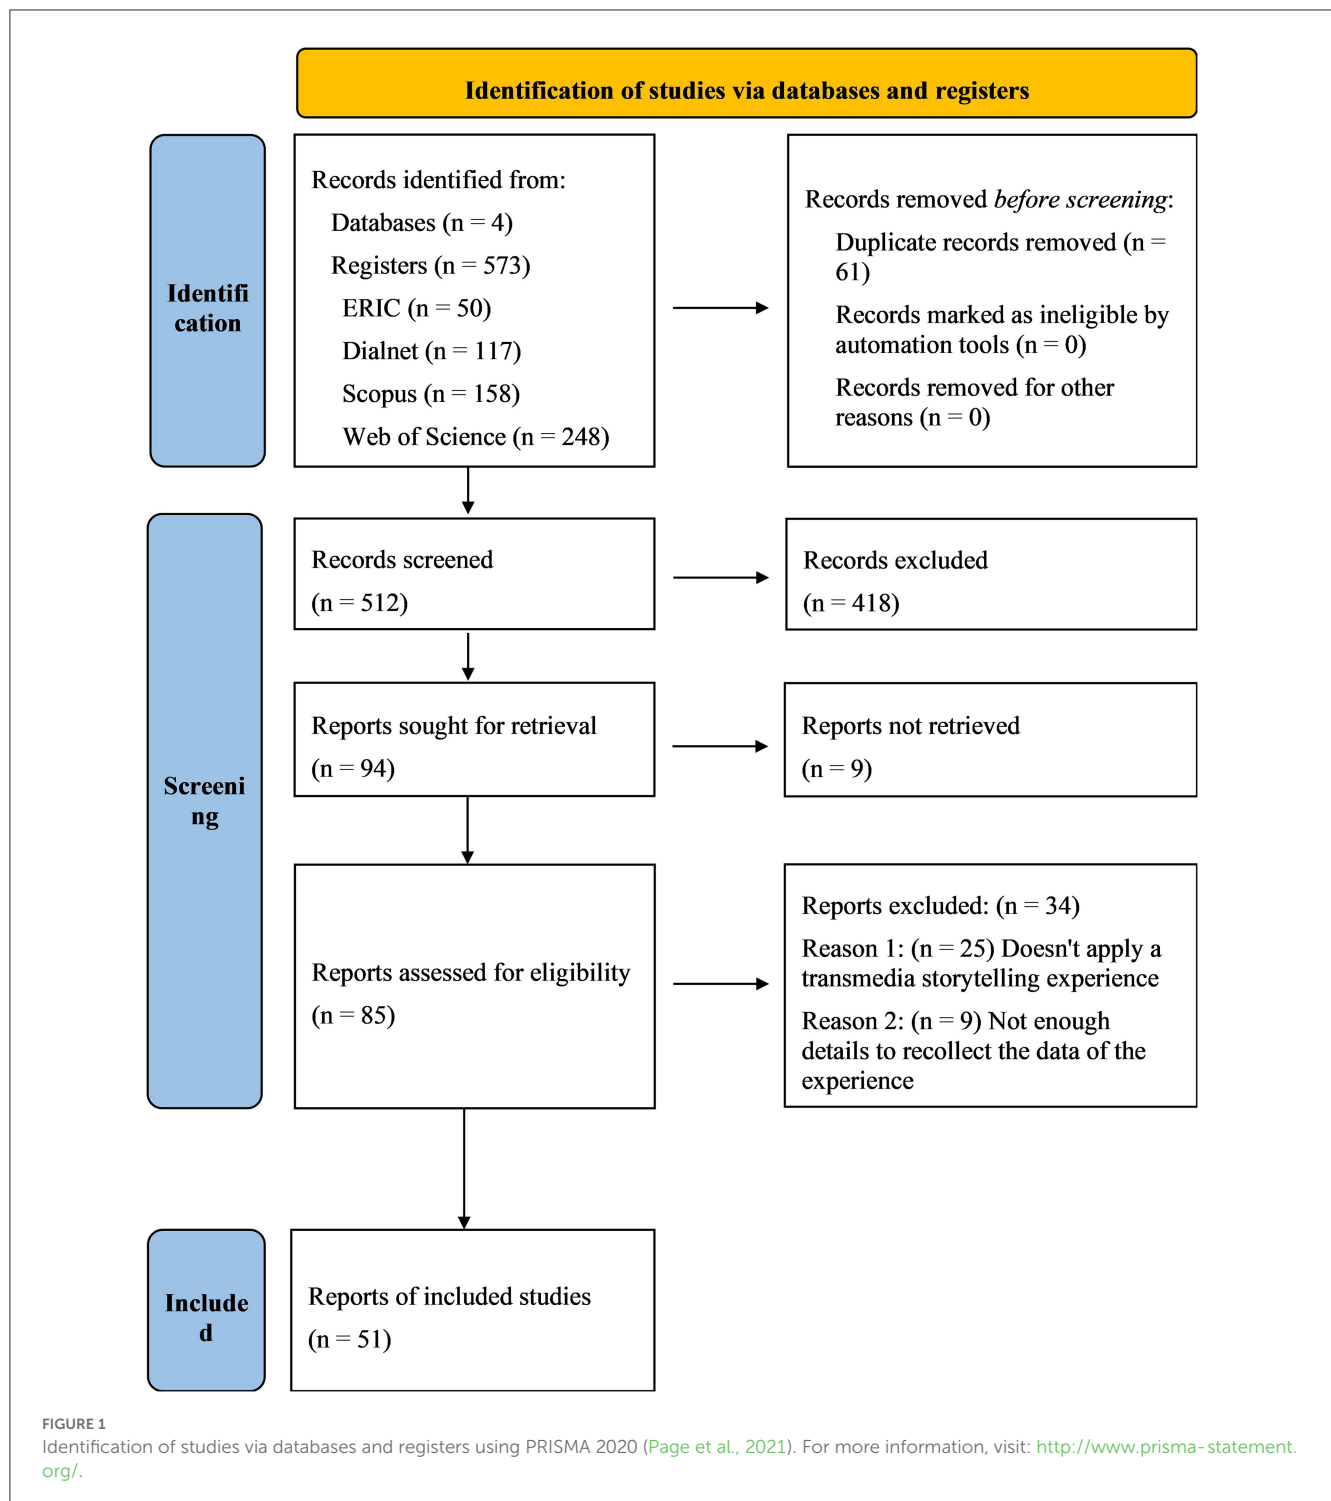 Identification of studies via databases and registers
Identifi
cation
Records identified from:
Databases (n = 4)
Registers (n = 573)
ERIC (n = 50)
Dialnet (n = 117)
Scopus (n = 158)
Web of Science (n = 248)
Records removed before screening:
Duplicate records removed (n =
61)
Records marked as ineligible by
automation tools (n = 0)
Records removed for other
reasons (n = 0)
Screeni
ng
Records screened
(n = 512)
Records excluded
(n = 418)
Reports sought for retrieval
(n = 94)
Reports not retrieved
(n = 9)
Reports assessed for eligibility
(n = 85)
Reports excluded: (n = 34)
Reason 1: (n = 25) Doesn't apply a
transmedia storytelling experience
Reason 2: (n = 9) Not enough
details to recollect the data of the
experience
Include
d
Reports of included studies
(n = 51)
FIGURE 1
Identification of studies via databases and registers using PRISMA 2020 (Page et al., 2021). For more information, visit: http://www.prisma-statement.
org/.